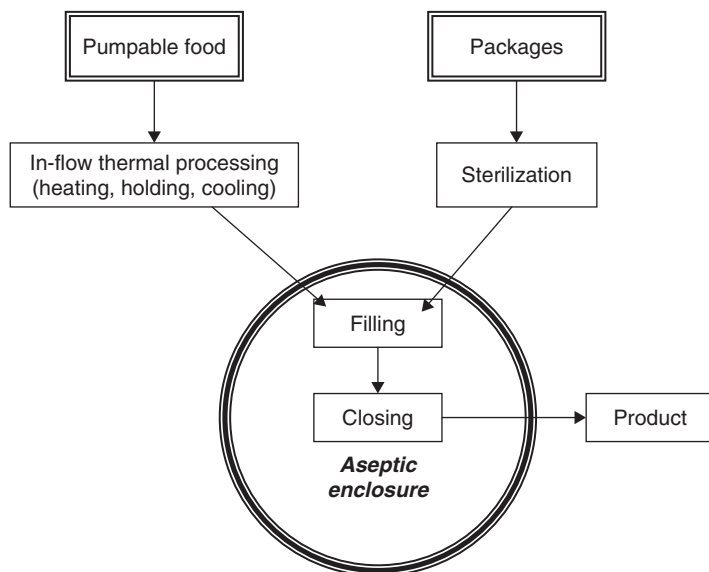 Pumpable food
Packages
In-flow thermal processing
(heating, holding, cooling)
Sterilization
Filling
Closing
Product
Aseptic
enclosure